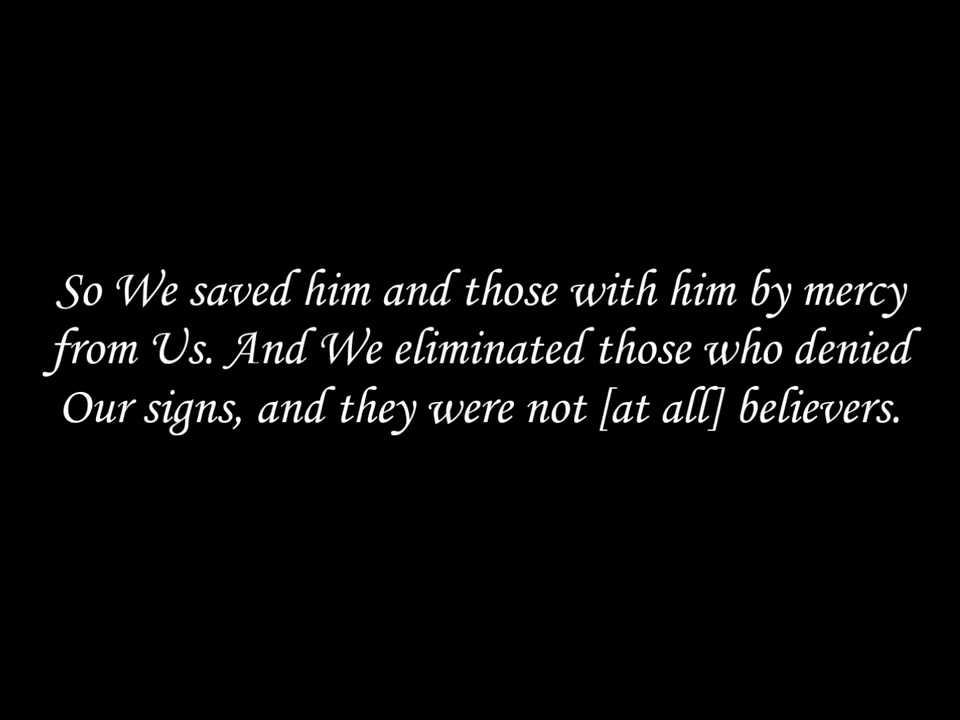 So We saved him and those with him by mercy
from Us. And We eliminated those who denied
Our signs, and they were not [at all] believers.